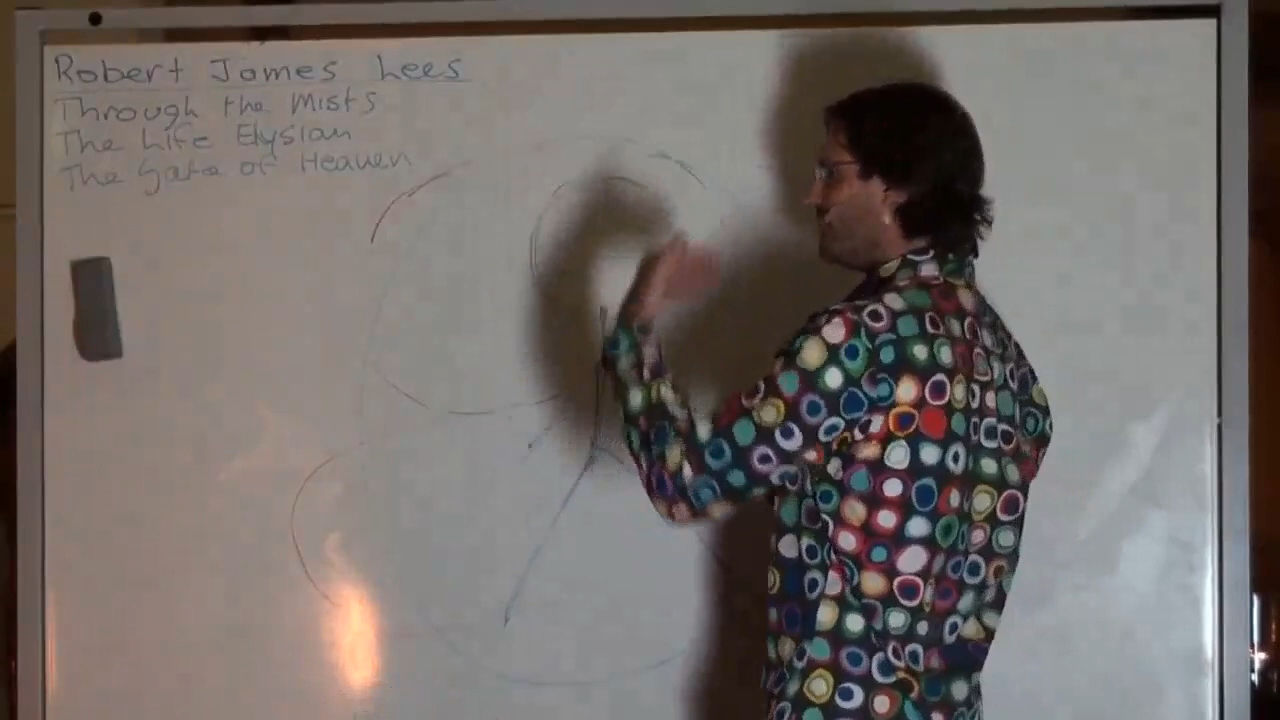 Robert James Lees
Through the Mists
The Life Elysian
The Gate of Heaven